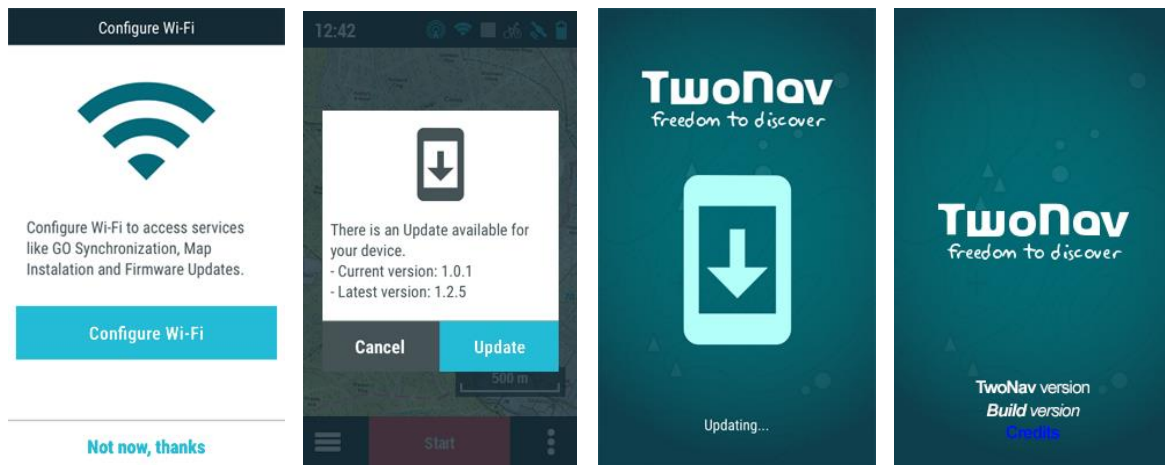 Configure Wi-Fi
Configure Wi-Fi to access services
like GO Synchronization, Map
Instalation and Firmware Updates.
Configure Wi-Fi
Not now, thanks
12:42
There is an Update available for
your device.
- Current version: 1.0.1
- Latest version: 1.2.5
Cancel
Update
500 m
Start
TwoNav
freedom to discover
Updating...
TwoNav
freedom to discover
TwoNav version
Build version
Credits